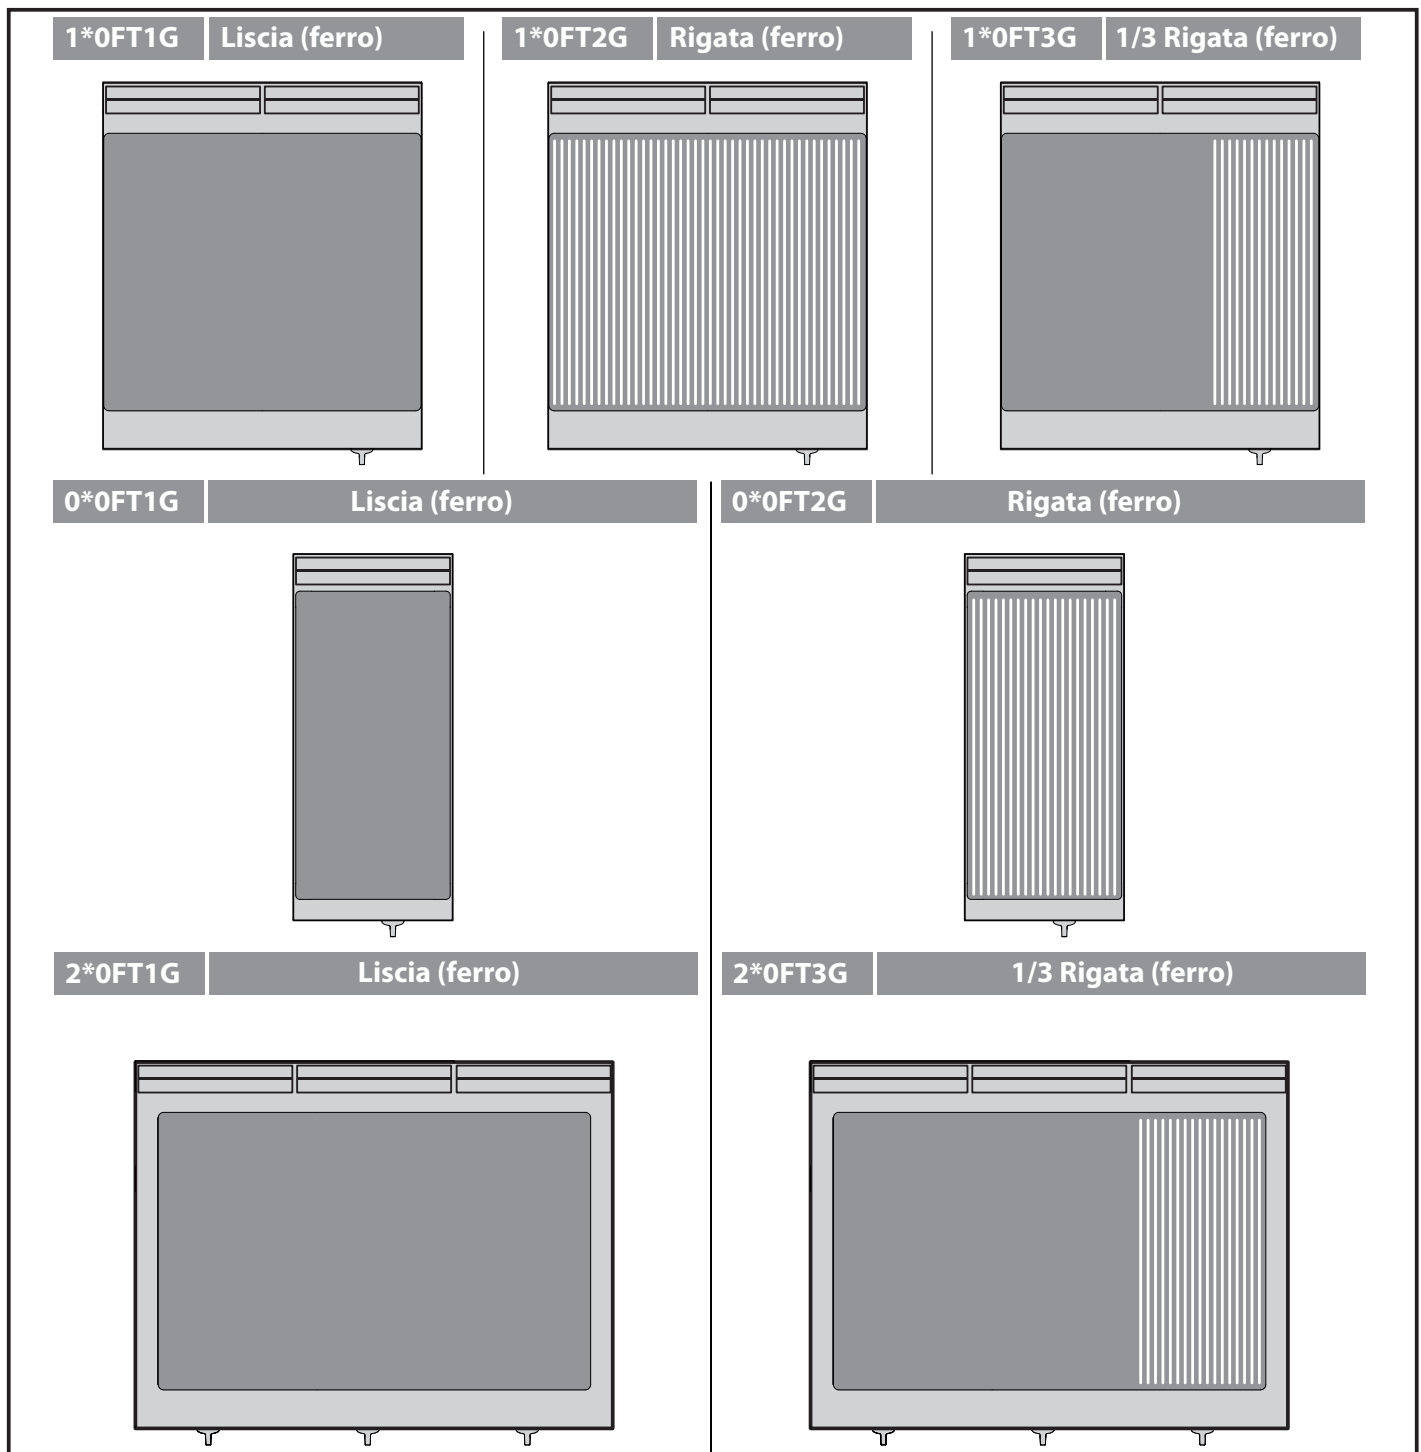 1*0FT1G Liscia (ferro)
1*0FT2G Rigata (ferro)
1*0FT3G 1/3 Rigata (ferro)
0*0FT1G Liscia (ferro)
0*0FT2G Rigata (ferro)
2*0FT1G Liscia (ferro)
2*0FT3G 1/3 Rigata (ferro)